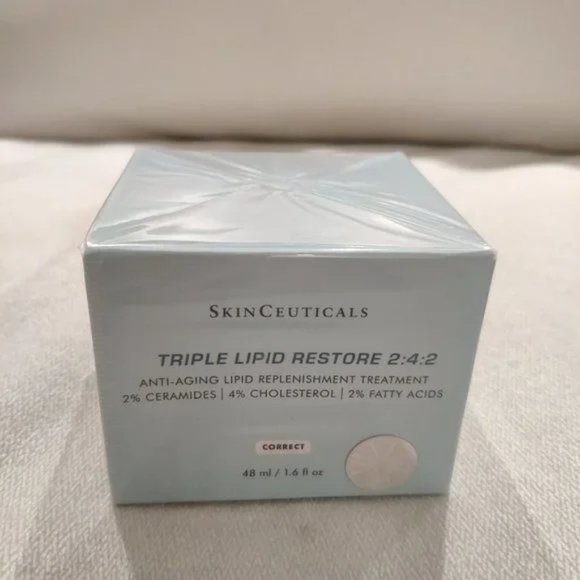 SKINCEUTICALS
TRIPLE LIPID RESTORE 2:4:2
ANTI-AGING LIPID REPLENISHMENT TREATMENT
2% CERAMIDES | 4% CHOLESTEROL | 2% FATTY ACIDS
CORRECT
48 ml / 1.6 fl oz